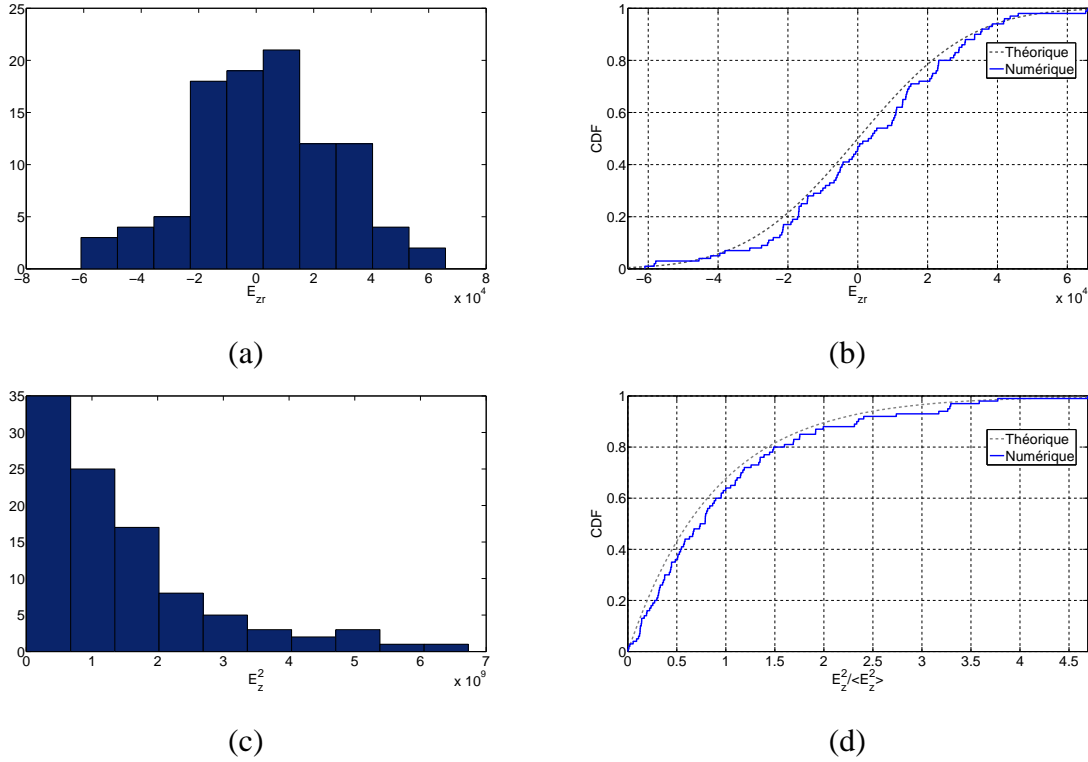 25
20
15
10
5
0
−8 −6 −4 −2 0 2 4 6 8
E_zr
x 10^4
(a)
1
0.8
0.6
0.4
0.2
0
CDF
Théorique
Numérique
−6 −4 −2 0 2 4 6
E_zr
x 10^4
(b)
35
30
25
20
15
10
5
0
0 1 2 3 4 5 6 7
E_z^2
x 10^9
(c)
1
0.8
0.6
0.4
0.2
0
CDF
Théorique
Numérique
0 0.5 1 1.5 2 2.5 3 3.5 4 4.5
E_z^2/<E_z^2>
(d)